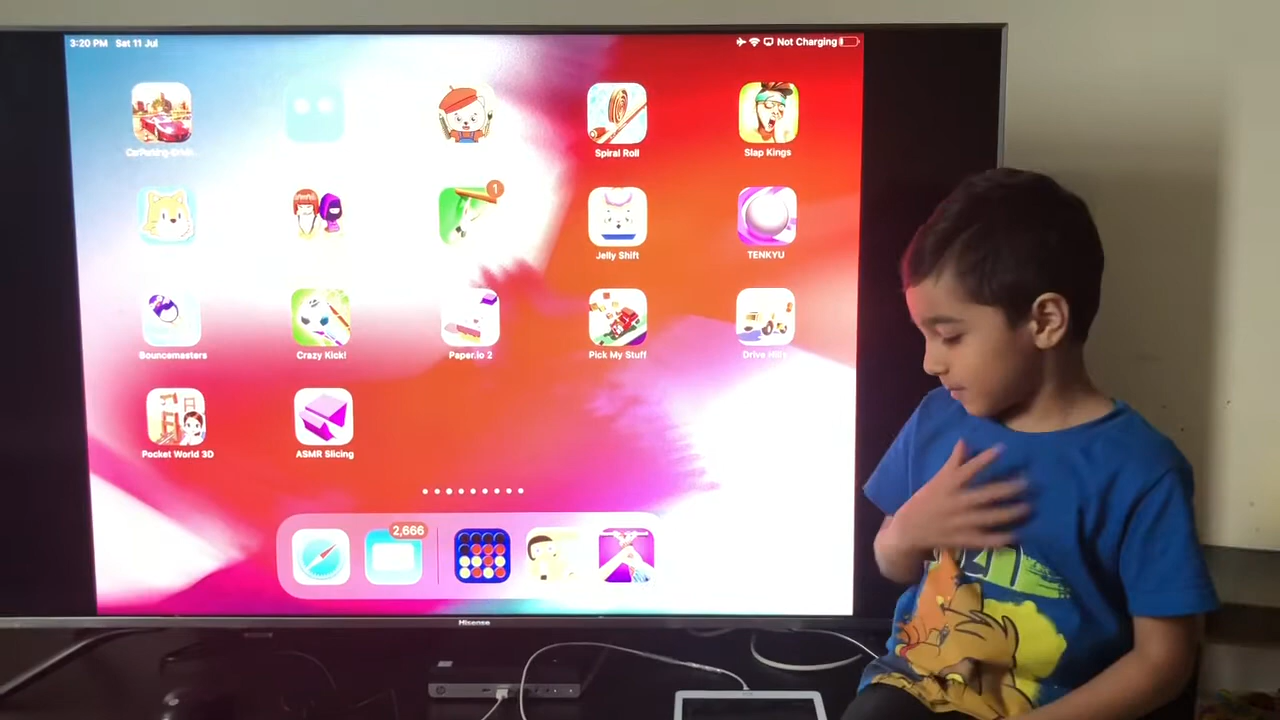 3:20 PM Sat 11 Jul
Not Charging
Spiral Roll
Slap Kings
1
Jelly Shift
TENKYU
Bouncemasters
Crazy Kick!
Paper.io 2
Pick My Stuff
Pocket World 3D
ASMR Slicing
2,666
Hisense